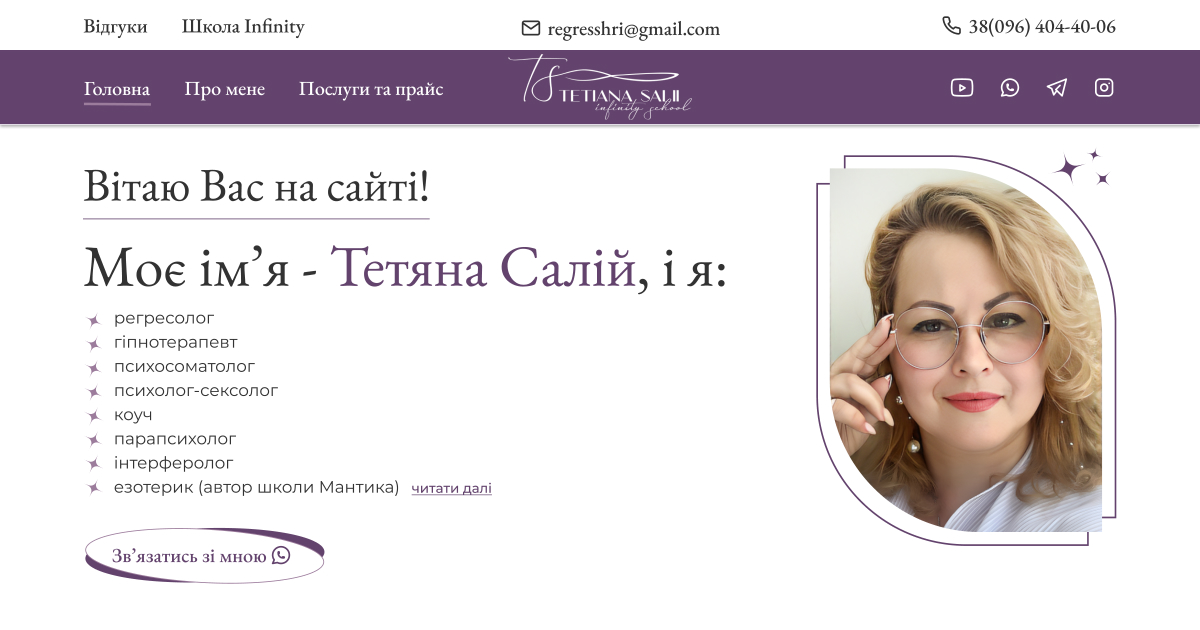 Відгуки
Школа Infinity
regresshri@gmail.com
38(096) 404-40-06
Головна
Про мене
Послуги та прайс
TS
TETIANA SALII
infinity school
Вітаю Вас на сайті!
Моє ім’я - Тетяна Салій, і я:
регресолог
гіпнотерапевт
психосоматолог
психолог-сексолог
коуч
парапсихолог
інтерферолог
езотерик (автор школи Мантика) читати далі
Зв’язатись зі мною